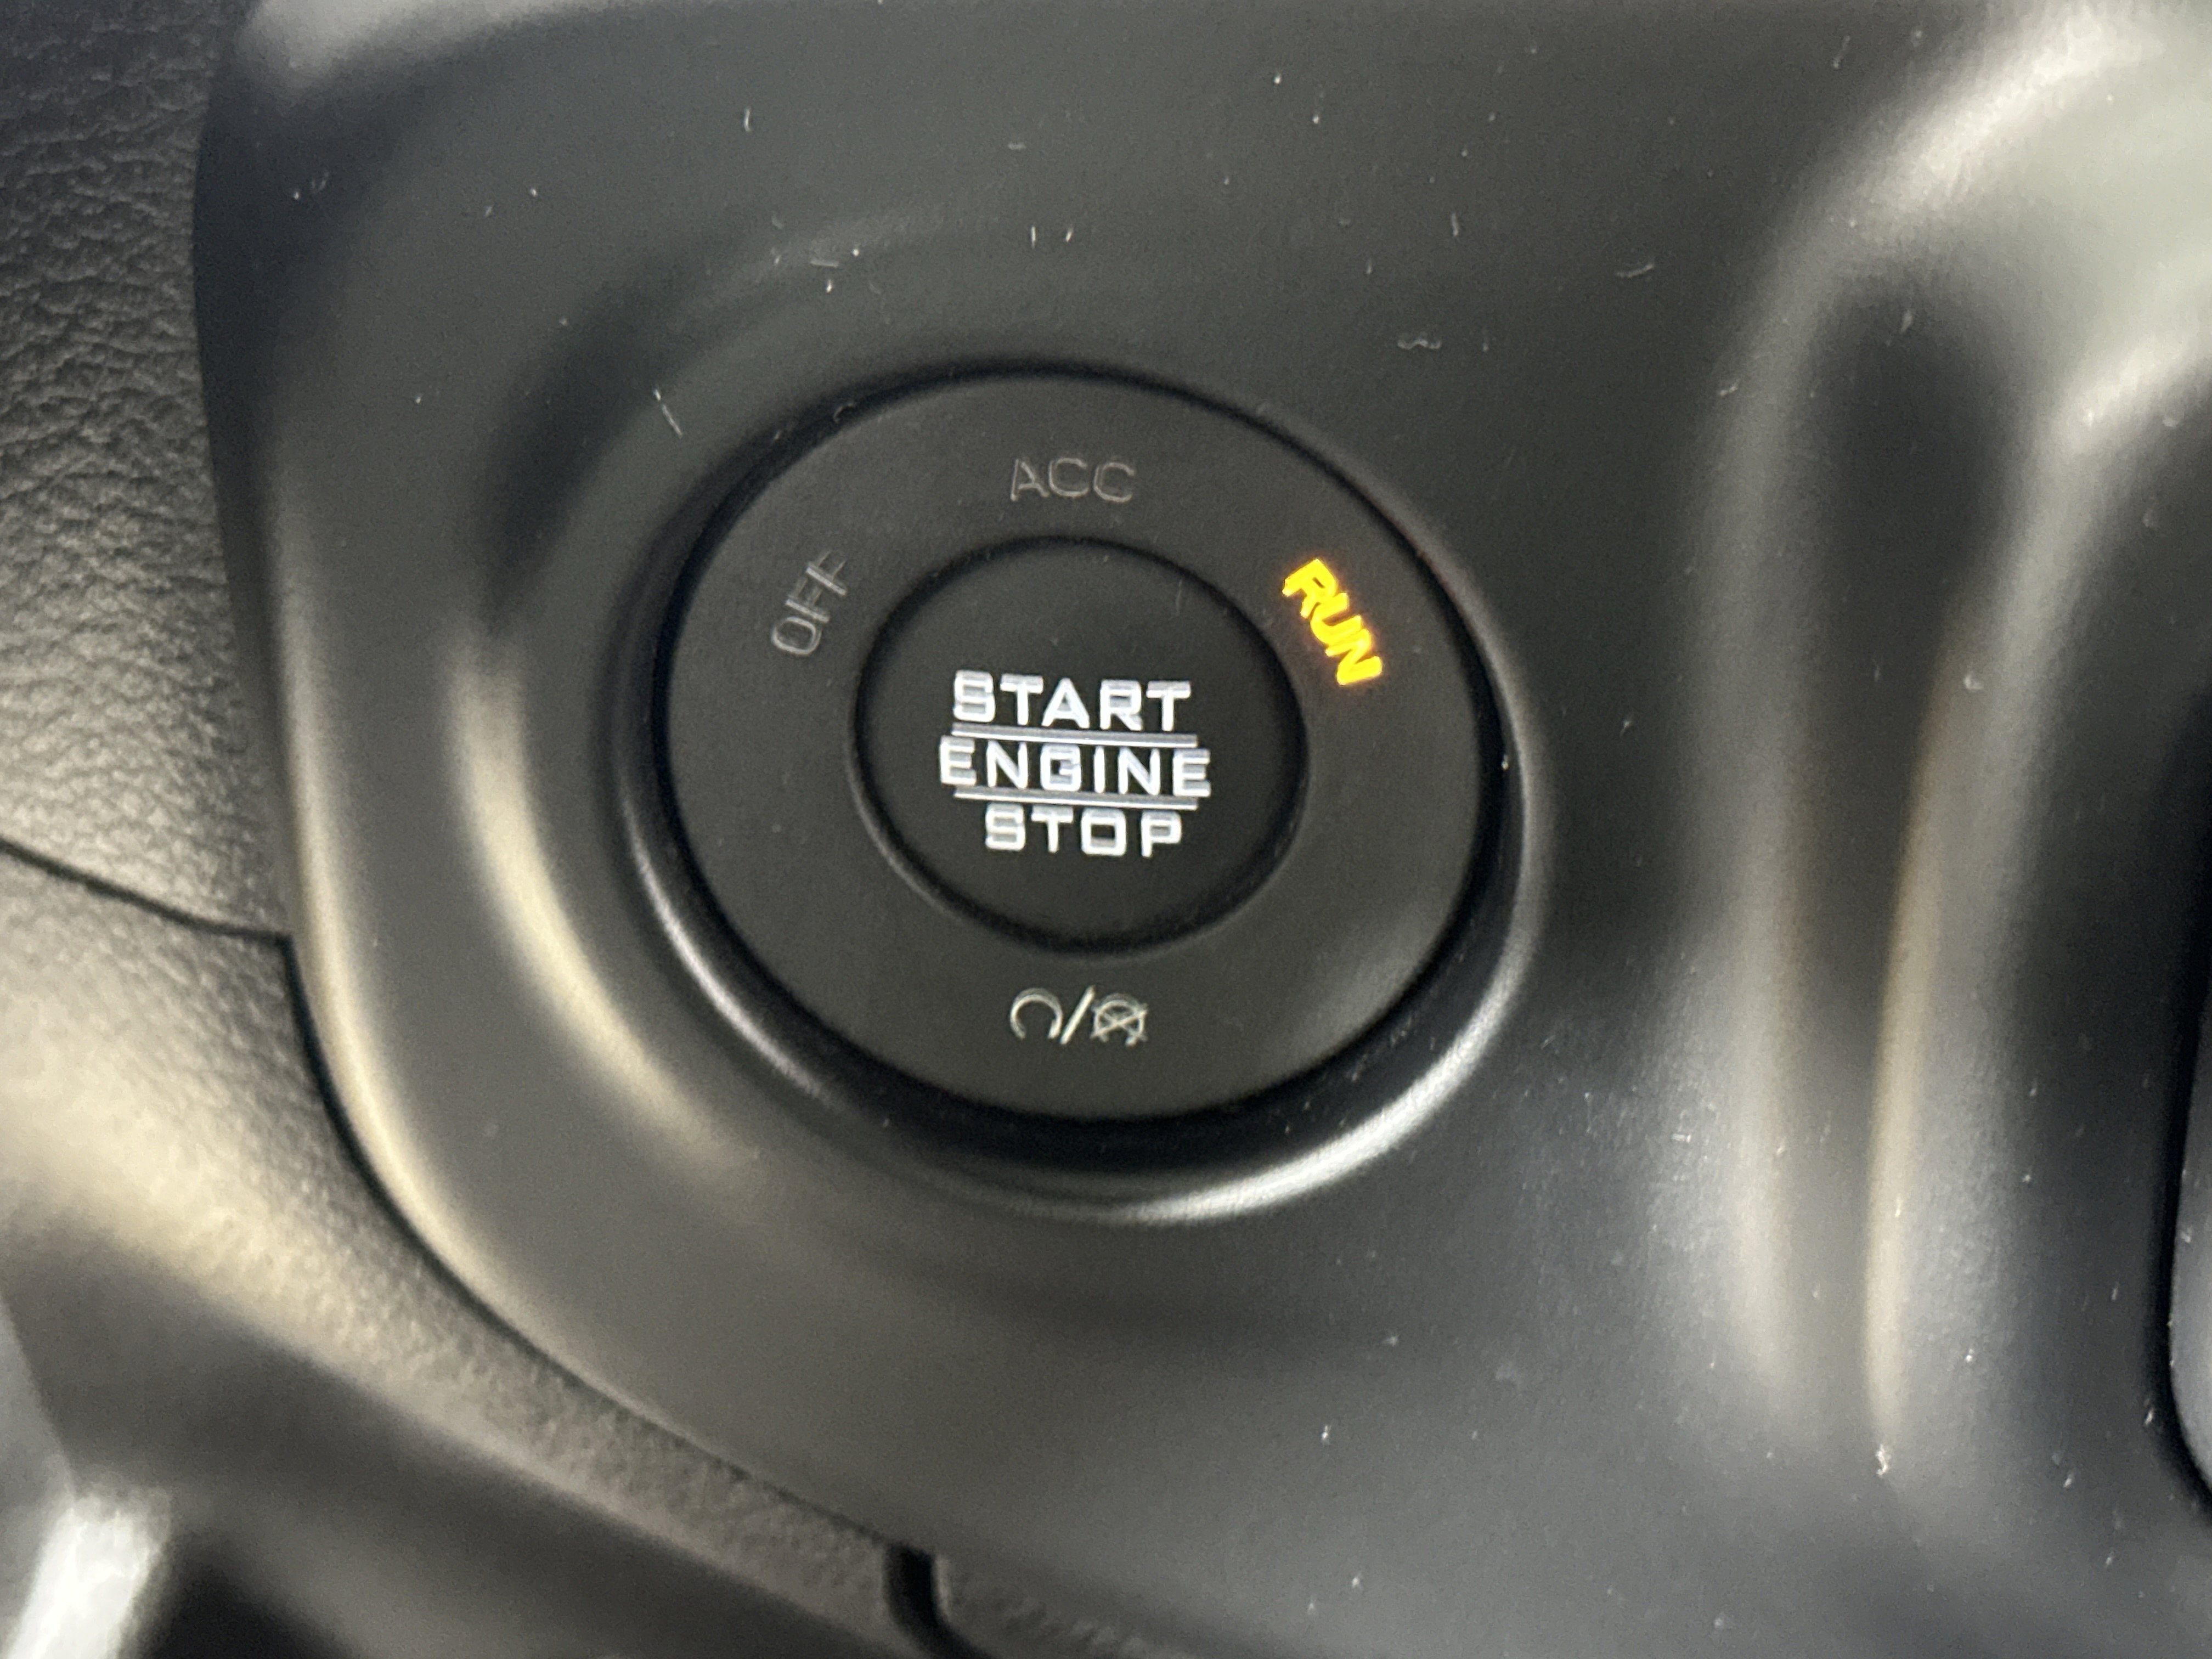 ACC
OFF
RUN
START
ENGINE
STOP